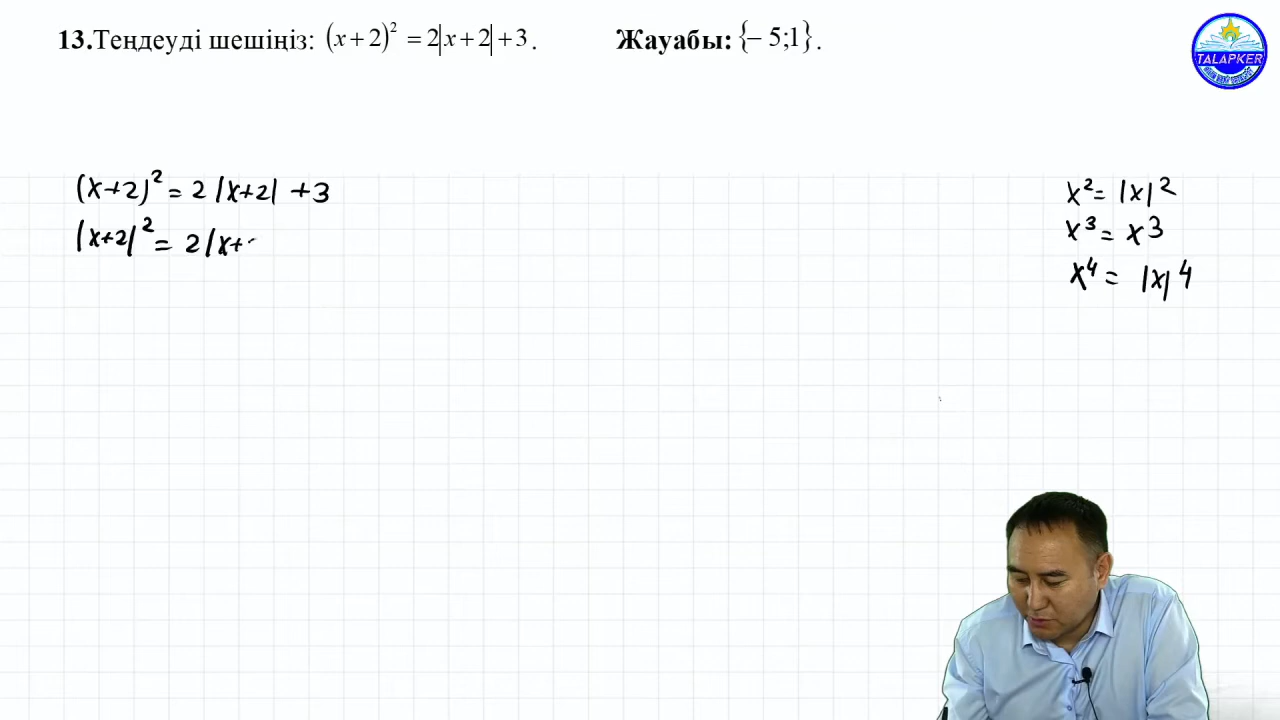 13.Теңдеуді шешіңіз: (x+2)² = 2|x+2|+3. Жауабы: {– 5;1}.
TALAPKER
(x+2)² = 2|x+2| +3
|x+2|² = 2|x+
x² = |x|²
x³ = x³
x⁴ = |x|⁴